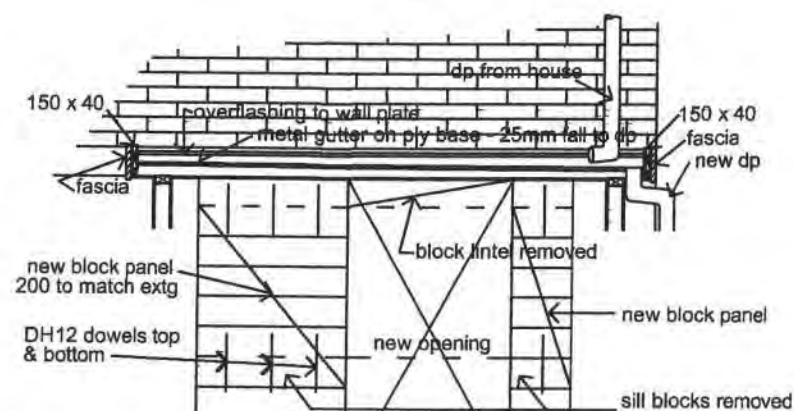 dp from house
150 x 40
overflashing to wall plate
metal gutter on ply base - 25mm fall to dp
150 x 40
fascia
new dp
fascia
block lintel removed
new block panel
200 to match extg
new block panel
DH12 dowels top
& bottom
new opening
sill blocks removed